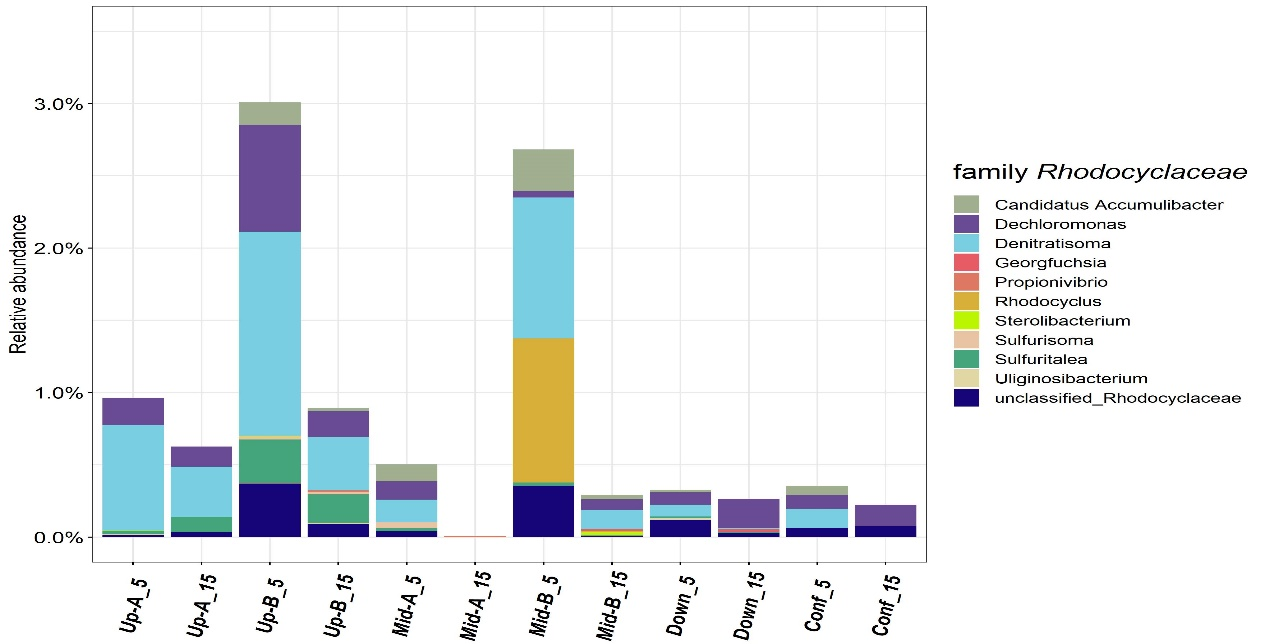 3.0%
2.0%
1.0%
0.0%
Relative abundance
Up-A_5
Up-A_15
Up-B_5
Up-B_15
Mid-A_5
Mid-A_15
Mid-B_5
Mid-B_15
Down_5
Down_15
Conf_5
Conf_15
family Rhodocyclaceae
Candidatus Accumulibacter
Dechloromonas
Denitratisoma
Georgfuchsia
Propionivibrio
Rhodocyclus
Sterolibacterium
Sulfurisoma
Sulfuritalea
Uliginosibacterium
unclassified_Rhodocyclaceae